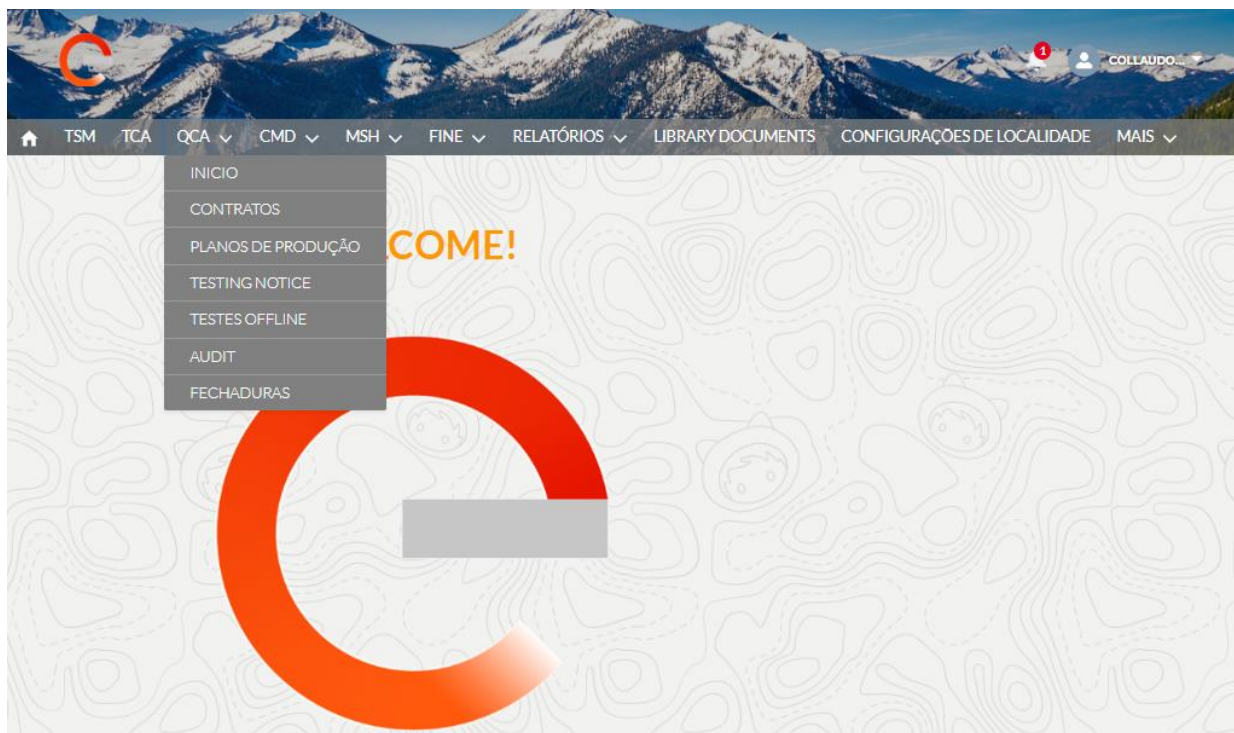 1
COLLAUDO...
TSM TCA QCA CMD MSH FINE RELATÓRIOS LIBRARY DOCUMENTS CONFIGURAÇÕES DE LOCALIDADE MAIS
INICIO
CONTRATOS
PLANOS DE PRODUÇÃO
COME!
TESTING NOTICE
TESTES OFFLINE
AUDIT
FECHADURAS